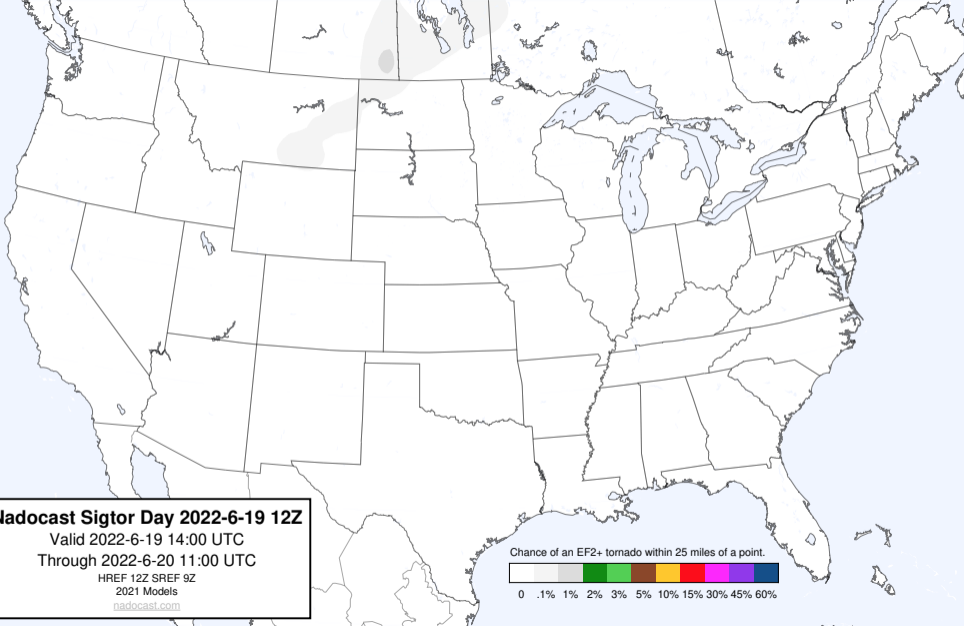 Nadocast Sigtor Day 2022-6-19 12Z
Valid 2022-6-19 14:00 UTC
Through 2022-6-20 11:00 UTC
HREF 12Z SREF 9Z
2021 Models
nadocast.com
Chance of an EF2+ tornado within 25 miles of a point.
0 .1% 1% 2% 3% 5% 10% 15% 30% 45% 60%